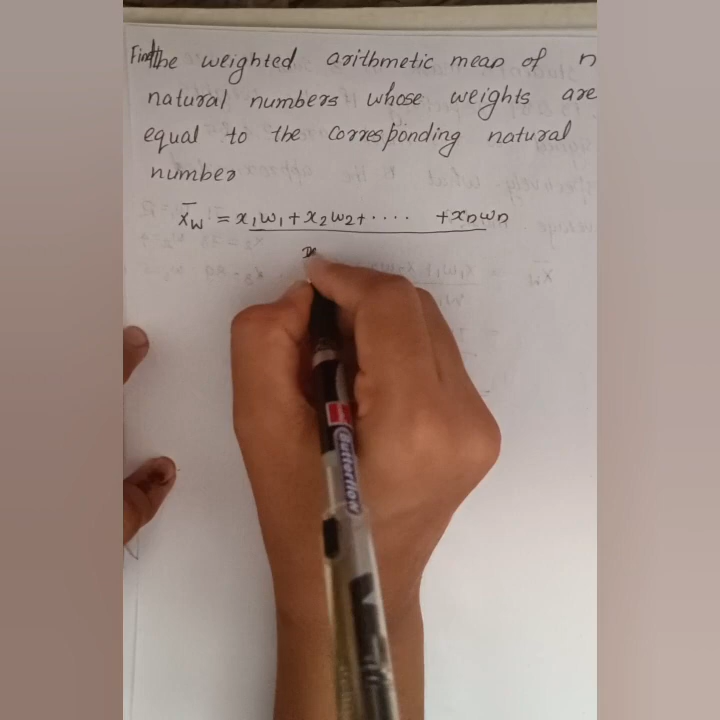 Find the weighted arithmetic mean of n
natural numbers whose weights are
equal to the corresponding natural
number
x̄w = x₁w₁ + x₂w₂ + .... + xnwn
Butterflow